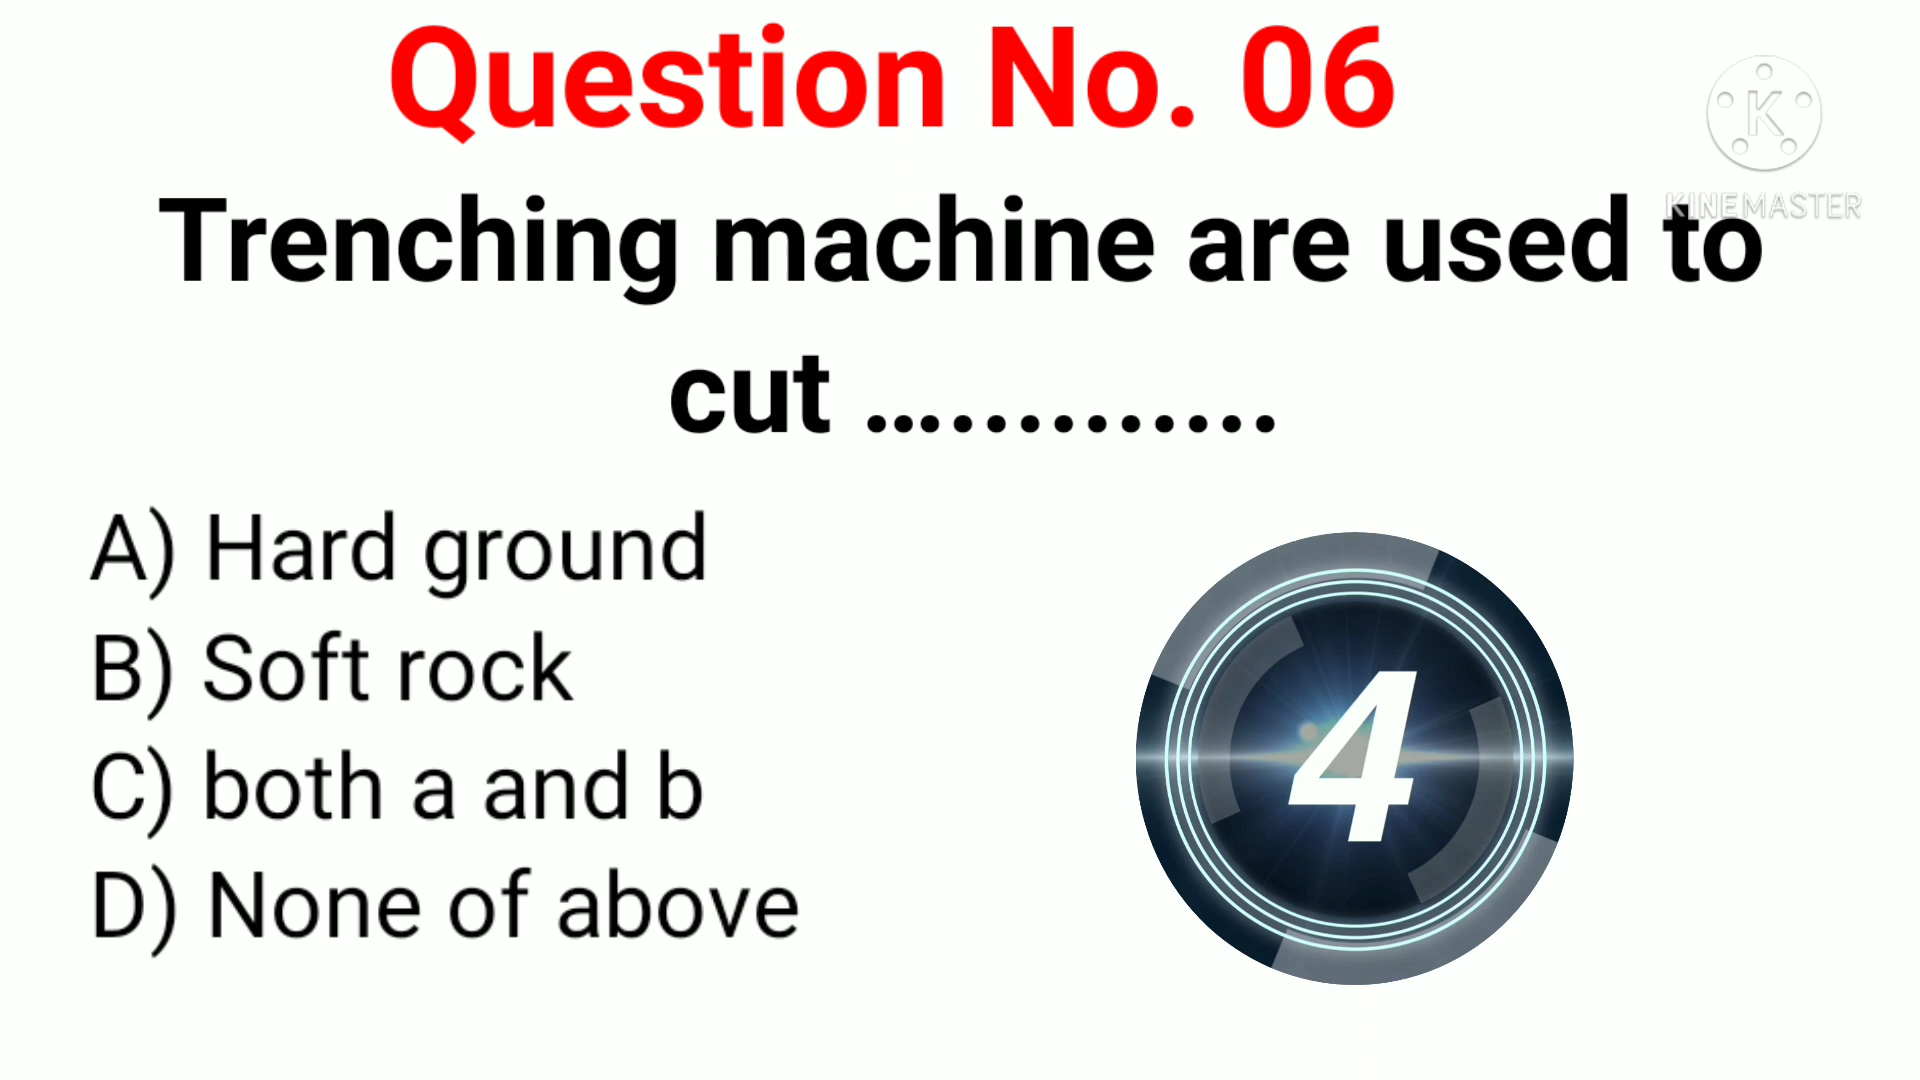 Question No. 06
K
KINEMASTER
Trenching machine are used to
cut ..............
A) Hard ground
B) Soft rock
C) both a and b
D) None of above
4